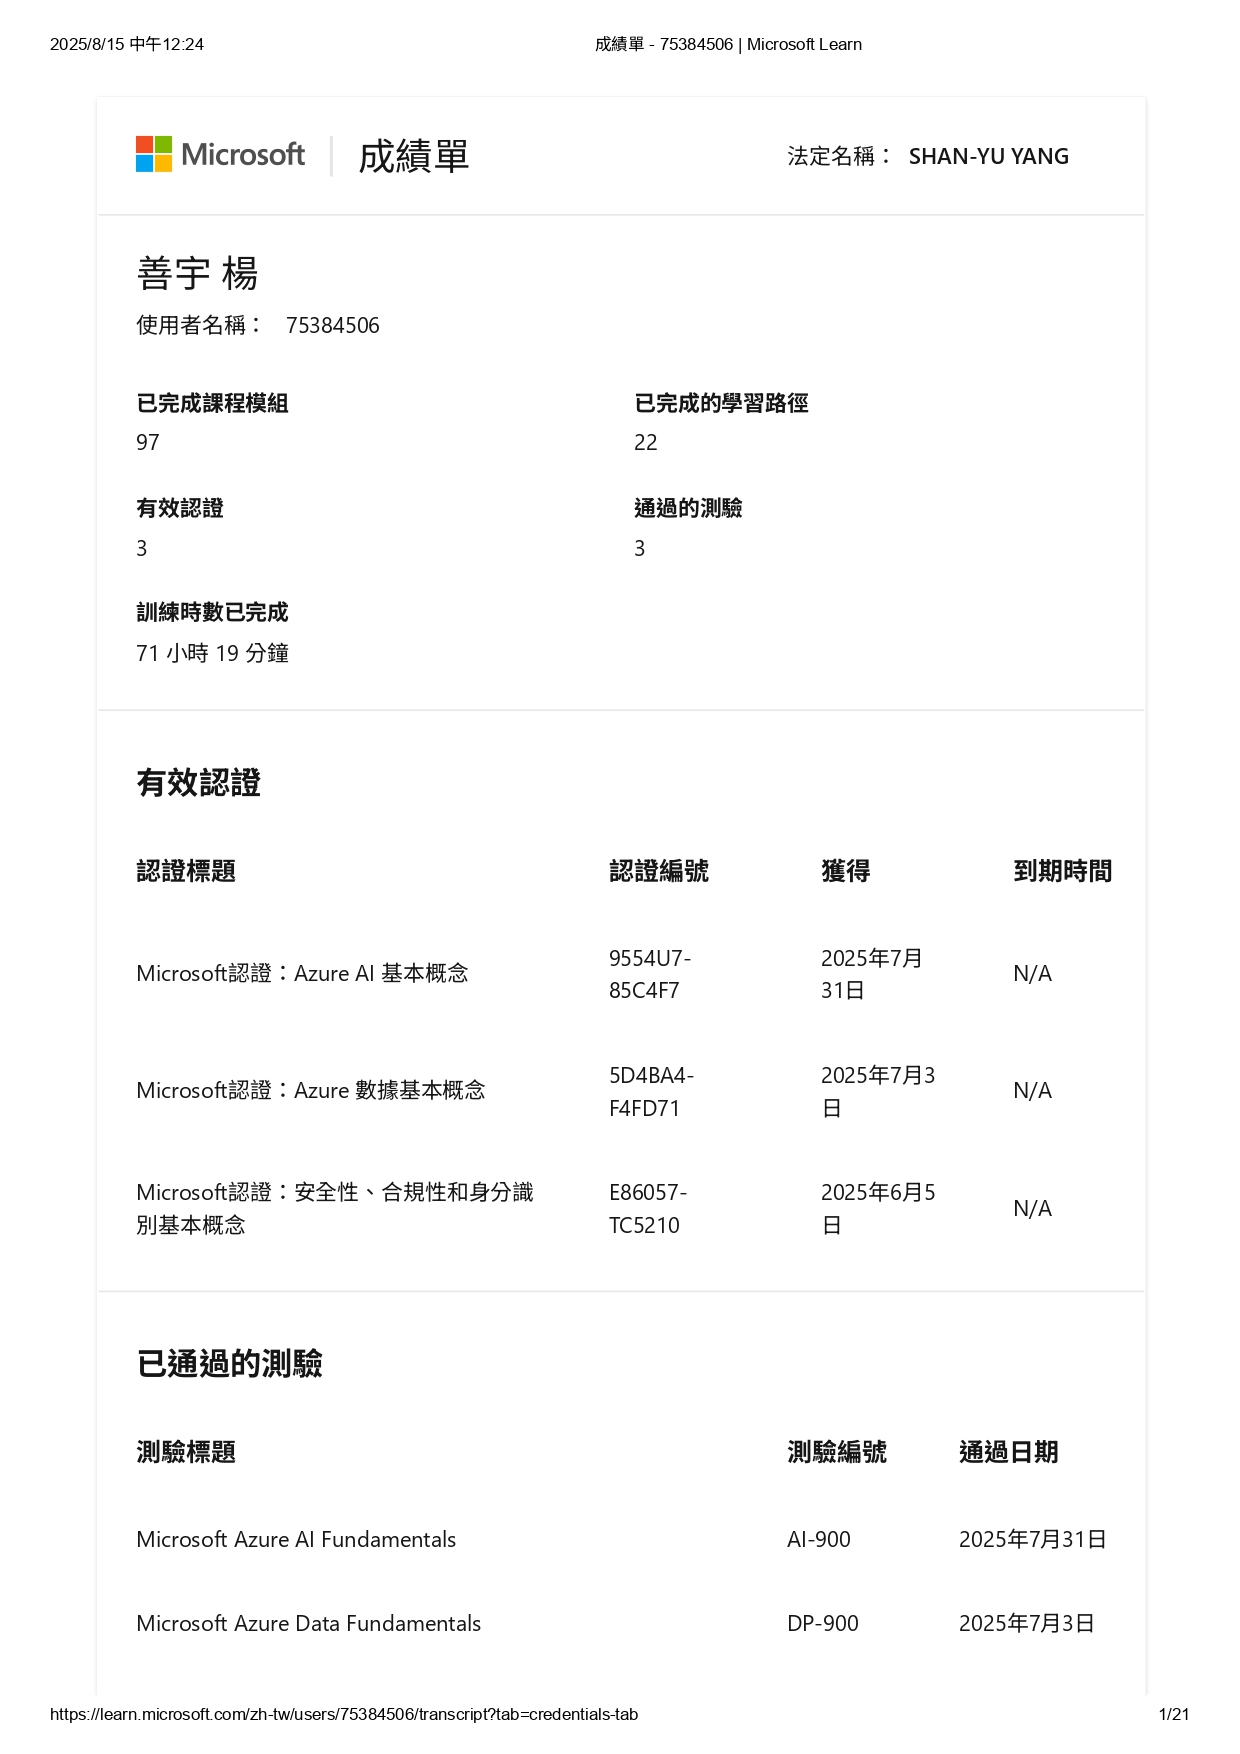 2025/8/15 中午12:24
成績單 - 75384506 | Microsoft Learn
Microsoft
成績單
法定名稱： SHAN-YU YANG
善宇 楊
使用者名稱： 75384506
已完成課程模組
已完成的學習路徑
97
22
有效認證
通過的測驗
3
3
訓練時數已完成
71 小時 19 分鐘
有效認證
認證標題
認證編號
獲得
到期時間
Microsoft認證：Azure AI 基本概念
9554U7-
85C4F7
2025年7月
31日
N/A
Microsoft認證：Azure 數據基本概念
5D4BA4-
F4FD71
2025年7月3
日
N/A
Microsoft認證：安全性、合規性和身分識
別基本概念
E86057-
TC5210
2025年6月5
日
N/A
已通過的測驗
測驗標題
測驗編號
通過日期
Microsoft Azure AI Fundamentals
AI-900
2025年7月31日
Microsoft Azure Data Fundamentals
DP-900
2025年7月3日
https://learn.microsoft.com/zh-tw/users/75384506/transcript?tab=credentials-tab
1/21